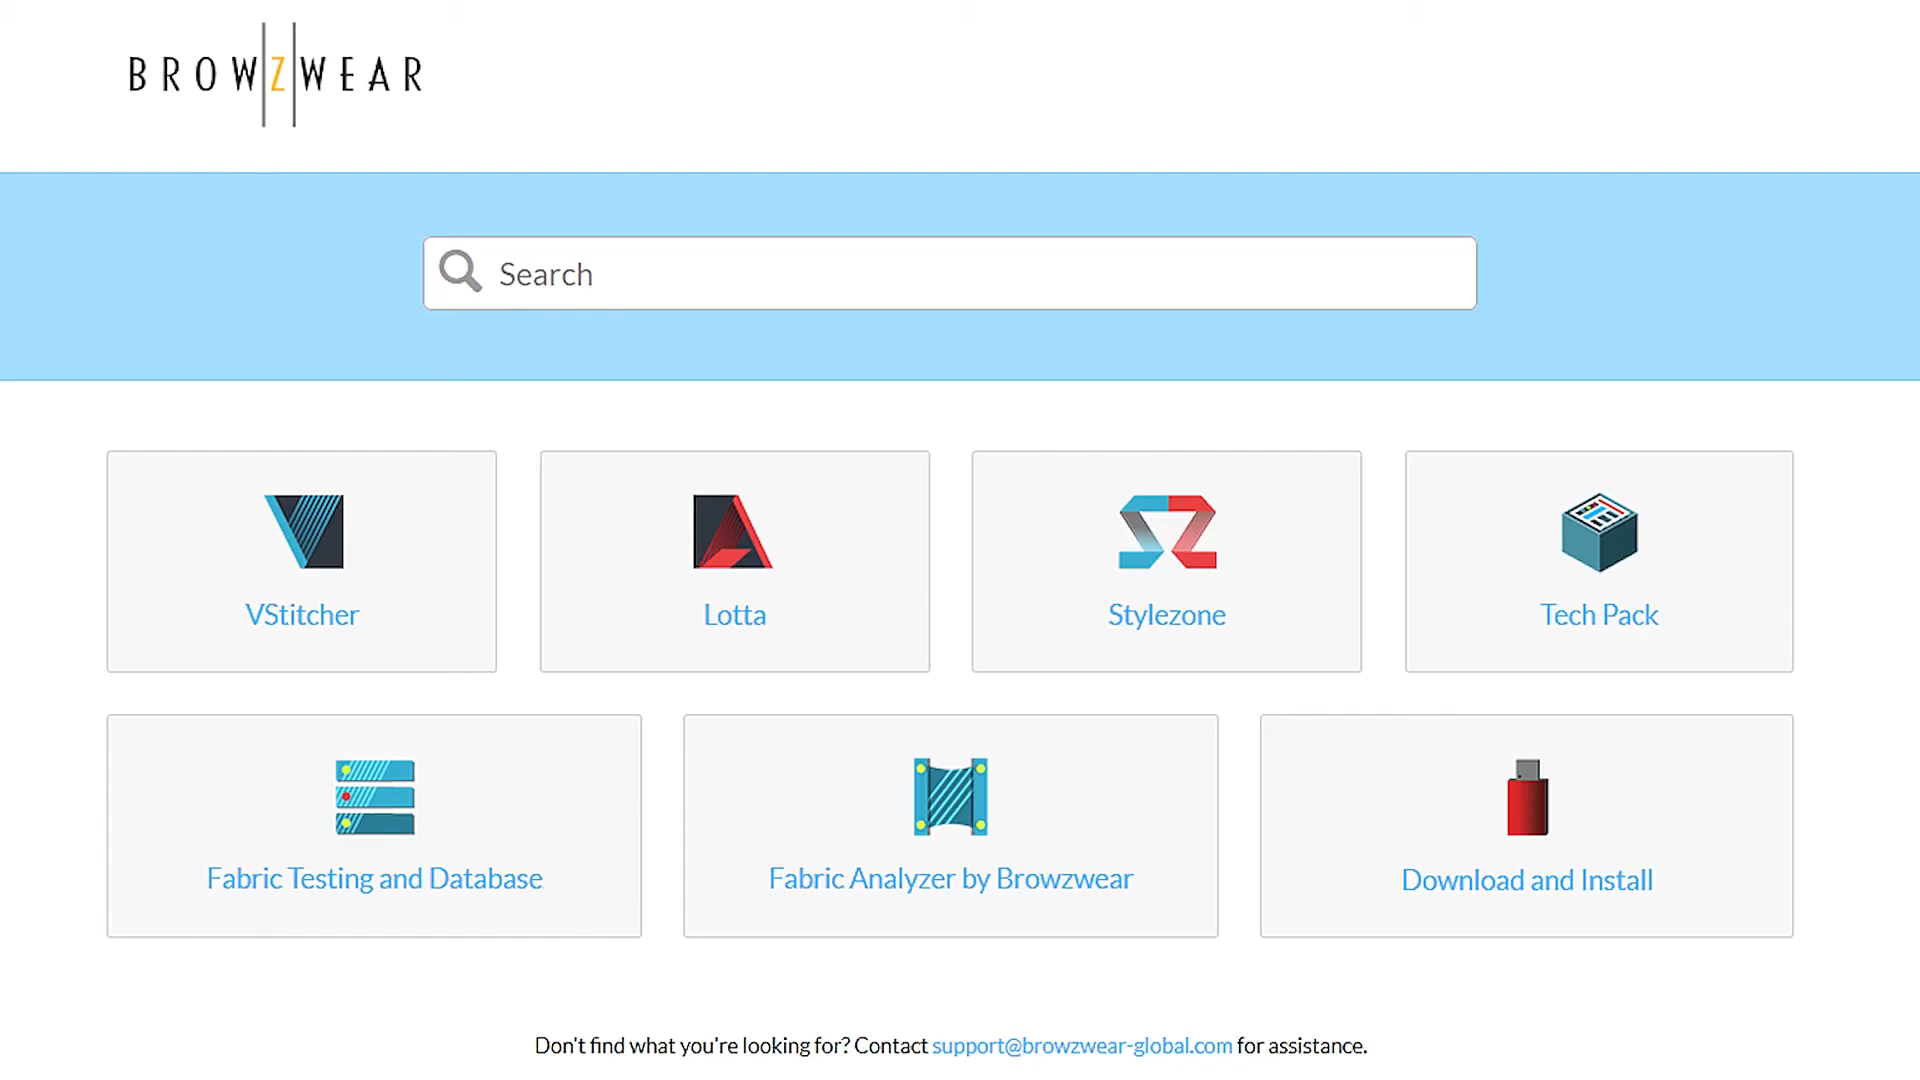 BROWZWEAR
Search
VStitcher
Lotta
Stylezone
Tech Pack
Fabric Testing and Database
Fabric Analyzer by Browzwear
Download and Install
Don't find what you're looking for? Contact support@browzwear-global.com for assistance.